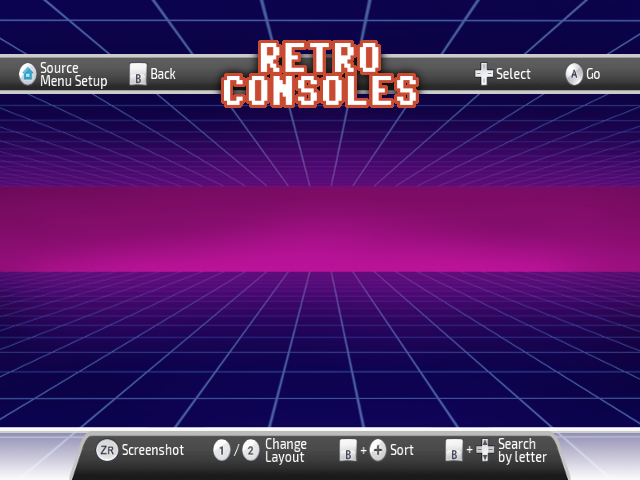 RETRO
CONSOLES
Source
Menu Setup
B Back
Select
A Go
ZR Screenshot
1 / 2 Change
Layout
B + + Sort
B + Search
by letter